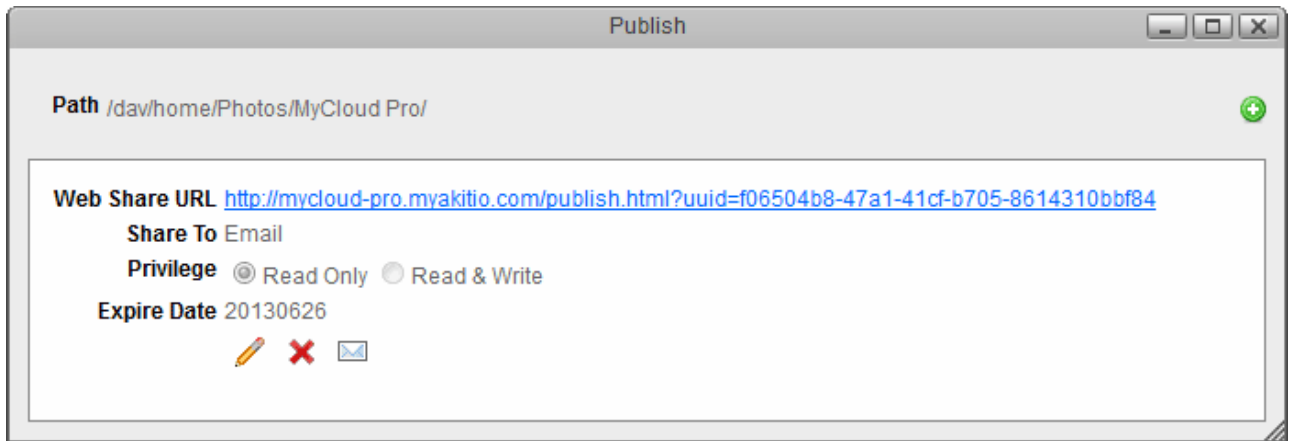 Publish
Path /dav/home/Photos/MyCloud Pro/
Web Share URL http://mycloud-pro.myakitio.com/publish.html?uuid=f06504b8-47a1-41cf-b705-8614310bbf84
Share To Email
Privilege Read Only Read & Write
Expire Date 20130626